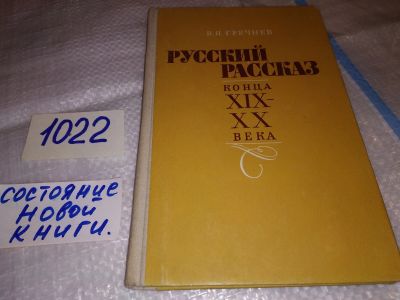 В.Я. ГРЕЧНЕВ
РУССКИЙ
РАССКАЗ
КОНЦА
XIX-
XX
ВЕКА
1022
СОСТОЯНИЕ
НОВОЙ
КНИГИ.